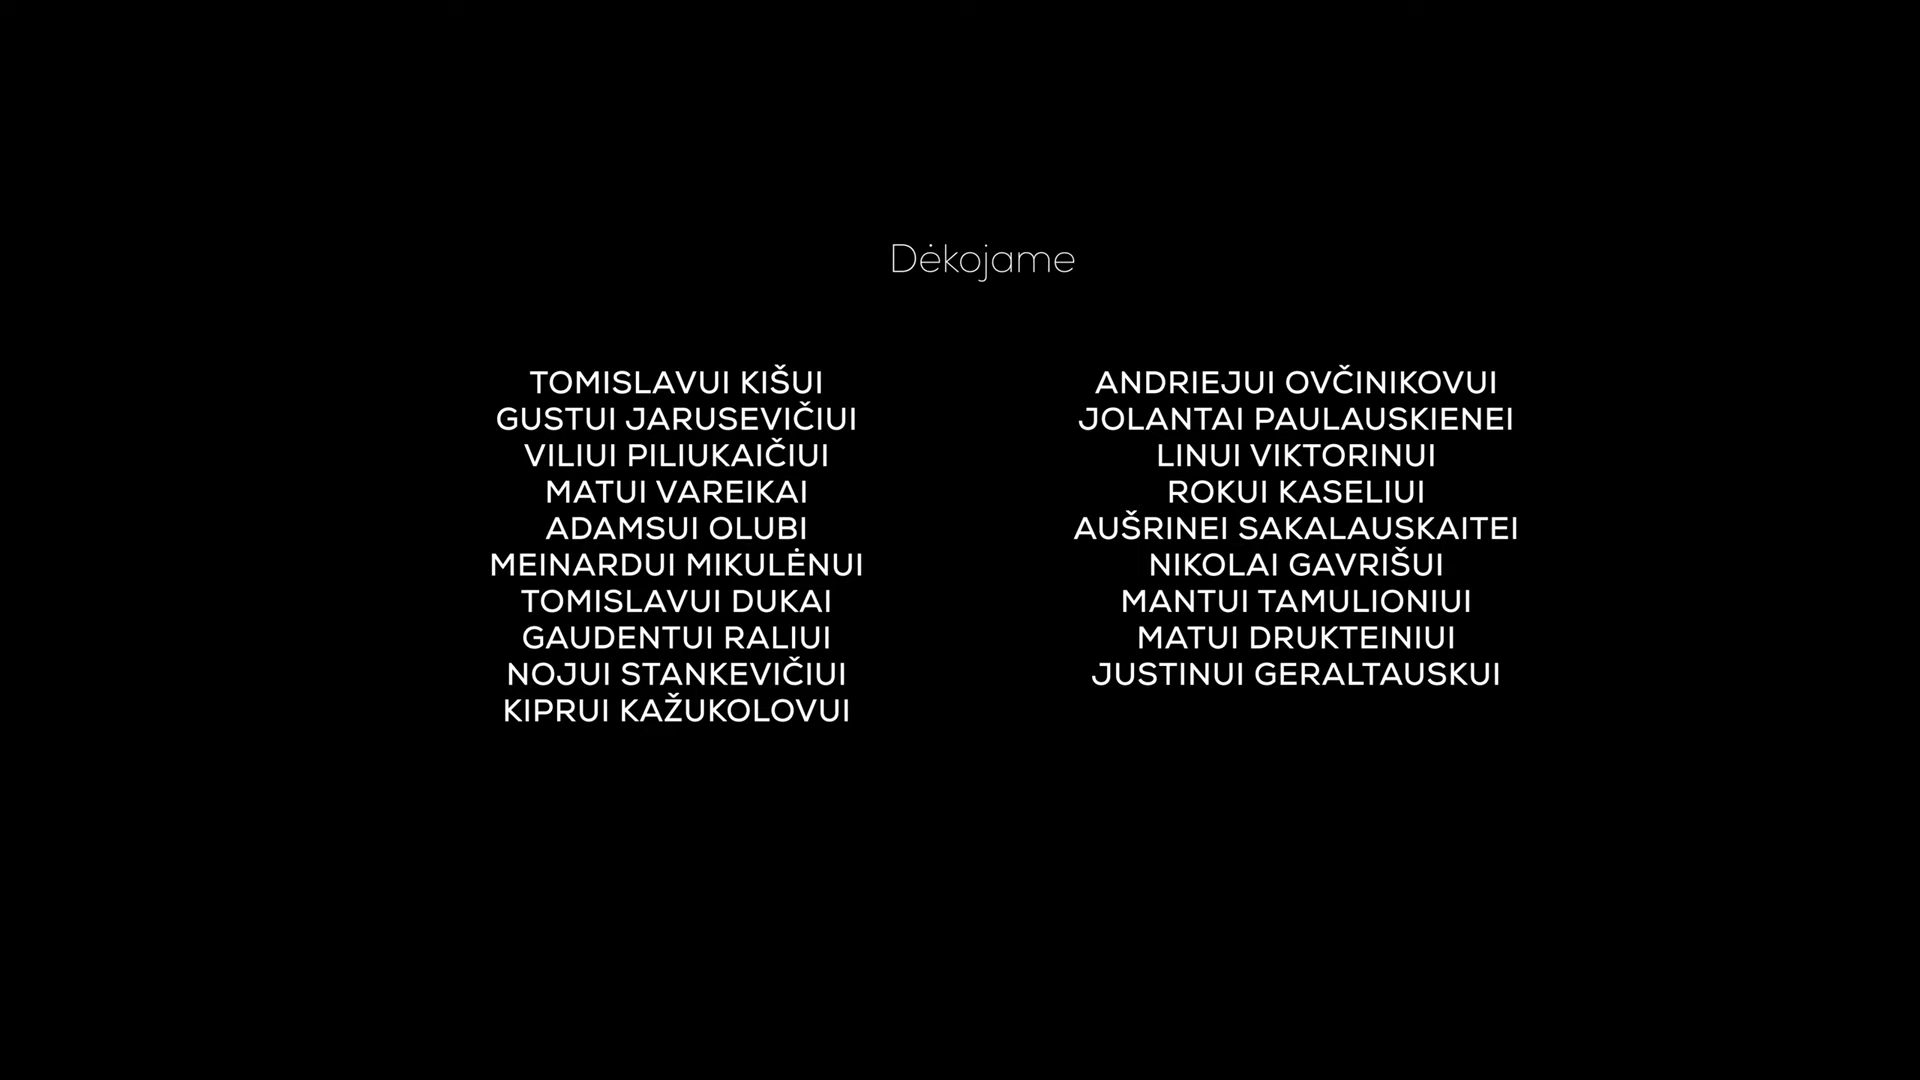 Dėkojame
TOMISLAVUI KIŠUI
GUSTUI JARUSEVIČIUI
VILIUI PILIUKAIČIUI
MATUI VAREIKAI
ADAMSUI OLUBI
MEINARDUI MIKULĖNUI
TOMISLAVUI DUKAI
GAUDENTUI RALIUI
NOJUI STANKEVIČIUI
KIPRUI KAŽUKOLOVUI
ANDRIEJUI OVČINIKOVUI
JOLANTAI PAULAUSKIENEI
LINUI VIKTORINUI
ROKUI KASELIUI
AUŠRINEI SAKALAUSKAITEI
NIKOLAI GAVRIŠUI
MANTUI TAMULIONIUI
MATUI DRUKTEINIUI
JUSTINUI GERALTAUSKUI